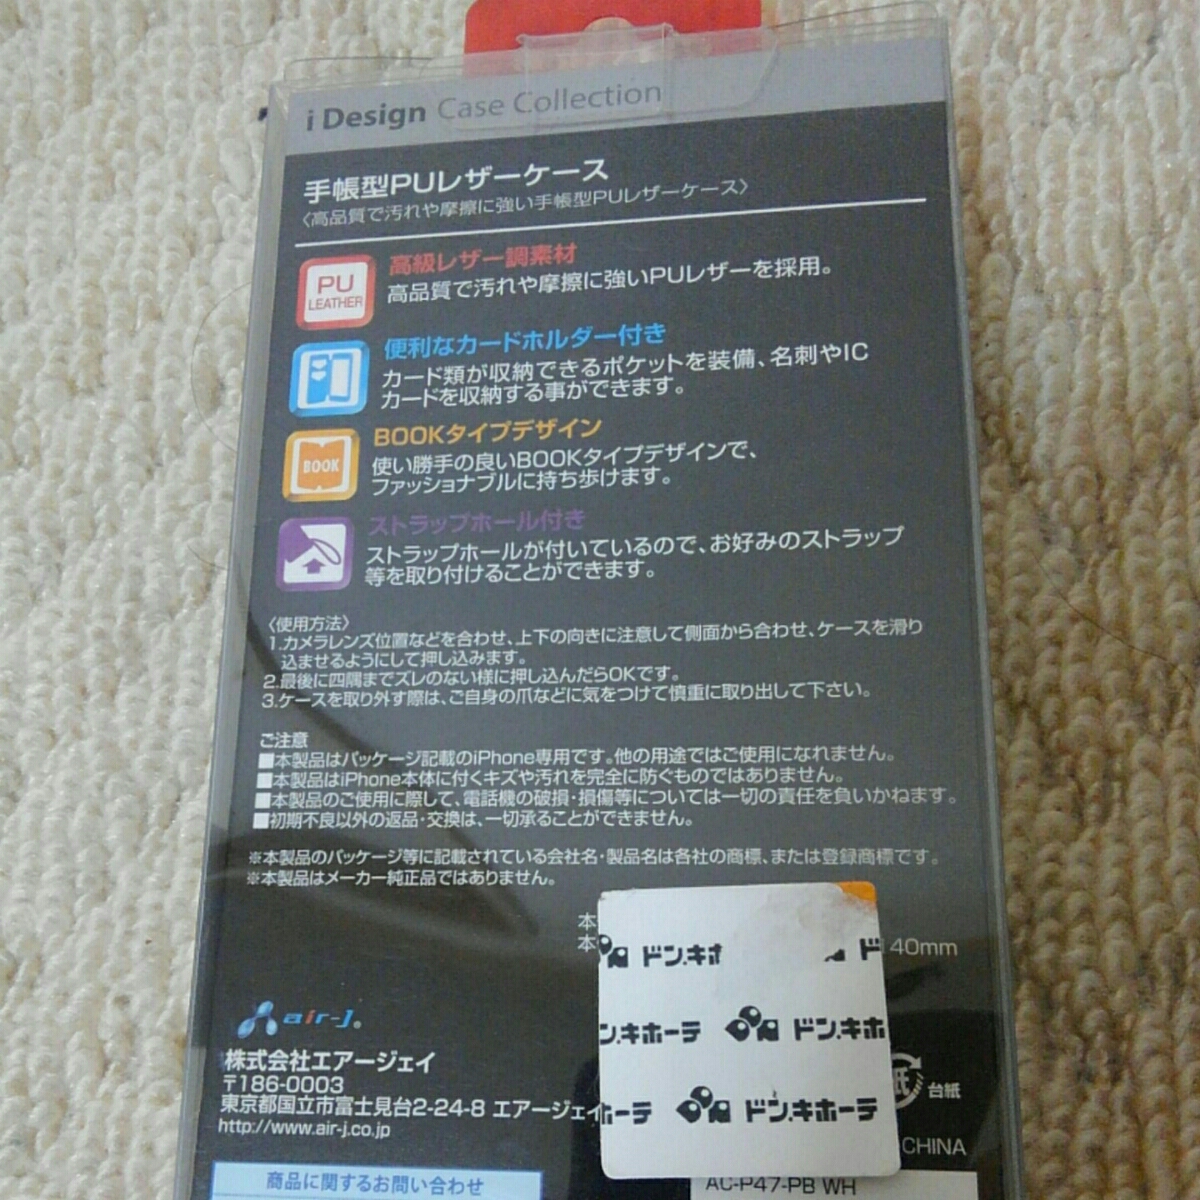 i Design Case Collection
手帳型PUレザーケース
〈高品質で汚れや摩擦に強い手帳型PUレザーケース〉
PU
LEATHER
高級レザー調素材
高品質で汚れや摩擦に強いPUレザーを採用。
便利なカードホルダー付き
カード類が収納できるポケットを装備、名刺やIC
カードを収納する事ができます。
BOOK
BOOKタイプデザイン
使い勝手の良いBOOKタイプデザインで、
ファッショナブルに持ち歩けます。
ストラップホール付き
ストラップホールが付いているので、お好みのストラップ
等を取り付けることができます。
〈使用方法〉
1.カメラレンズ位置などを合わせ、上下の向きに注意して側面から合わせ、ケースを滑り
込ませるようにして押し込みます。
2.最後に四隅までズレのない様に押し込んだらOKです。
3.ケースを取り外す際は、ご自身の爪などに気をつけて慎重に取り出して下さい。
ご注意
■本製品はパッケージ記載のiPhone専用です。他の用途ではご使用になれません。
■本製品はiPhone本体に付くキズや汚れを完全に防ぐものではありません。
■本製品のご使用に際して、電話機の破損・損傷等については一切の責任を負いかねます。
■初期不良以外の返品・交換は、一切承ることができません。
※本製品のパッケージ等に記載されている会社名・製品名は各社の商標、または登録商標です。
※本製品はメーカー純正品ではありません。
本
本 40mm
ドン.キホ ド
ン.キホーテ ドン.キホ
ホーテ ドン.キホーテ
air-J®
株式会社エアージェイ
〒186-0003
東京都国立市富士見台2-24-8 エアージェイ
http://www.air-j.co.jp
紙 台紙
CHINA
商品に関するお問い合わせ
AC-P47-PB WH